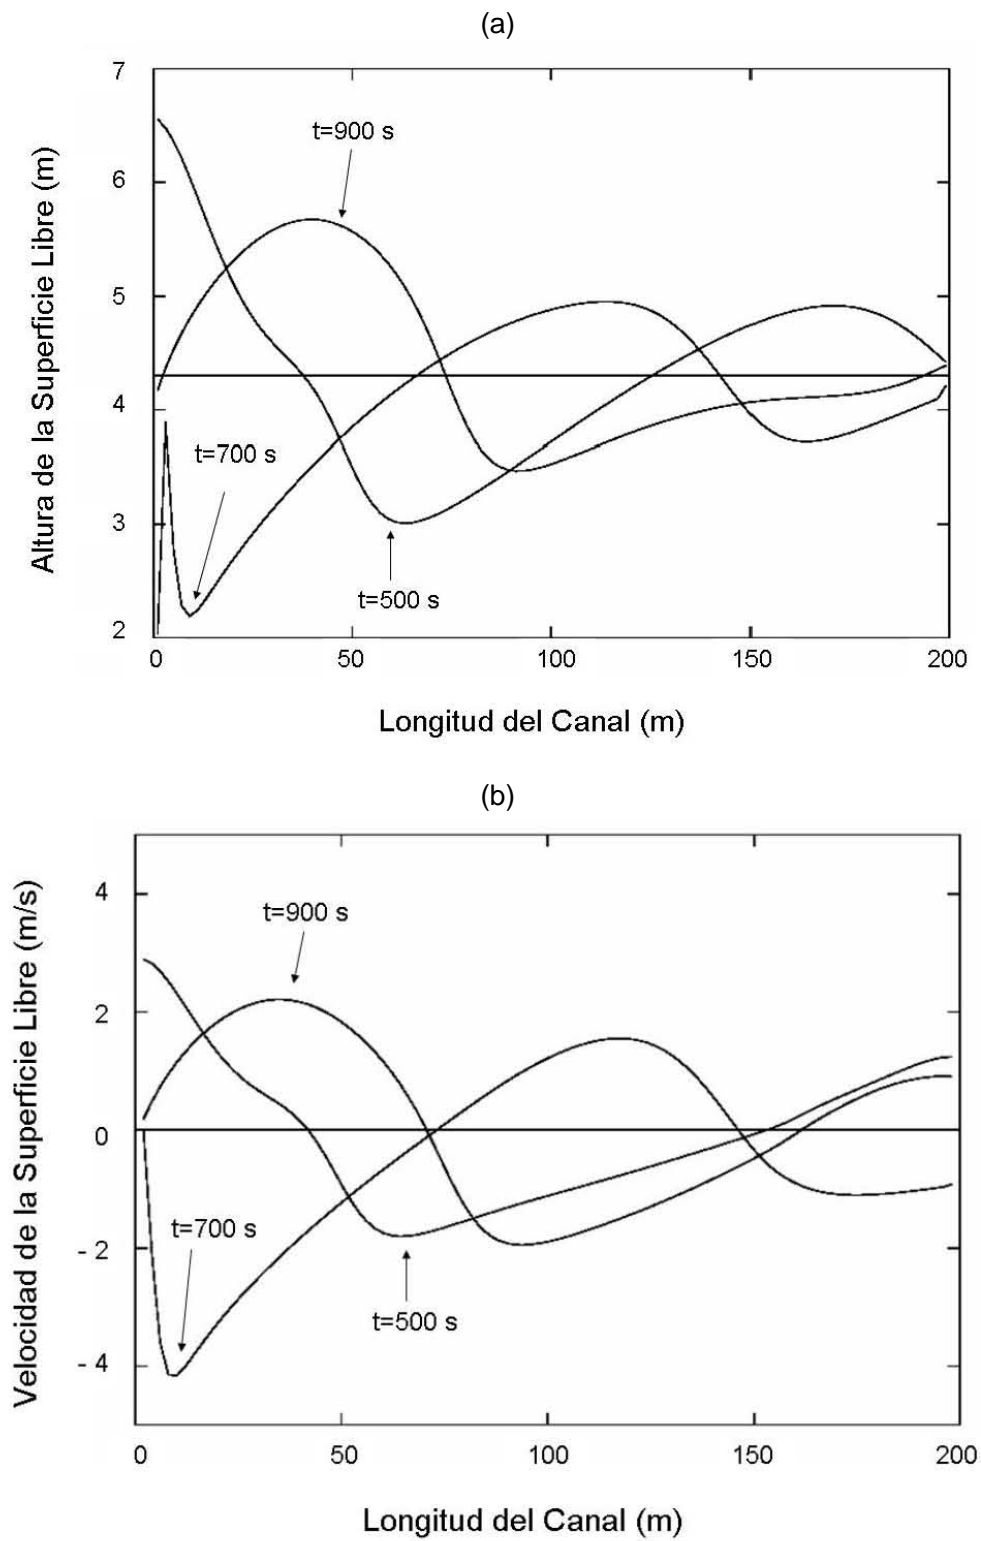 (a)
7
t=900 s
6
5
4
t=700 s
3
t=500 s
2
0 50 100 150 200
Altura de la Superficie Libre (m)
Longitud del Canal (m)
(b)
4
t=900 s
2
0
t=700 s
- 2
t=500 s
- 4
0 50 100 150 200
Velocidad de la Superficie Libre (m/s)
Longitud del Canal (m)